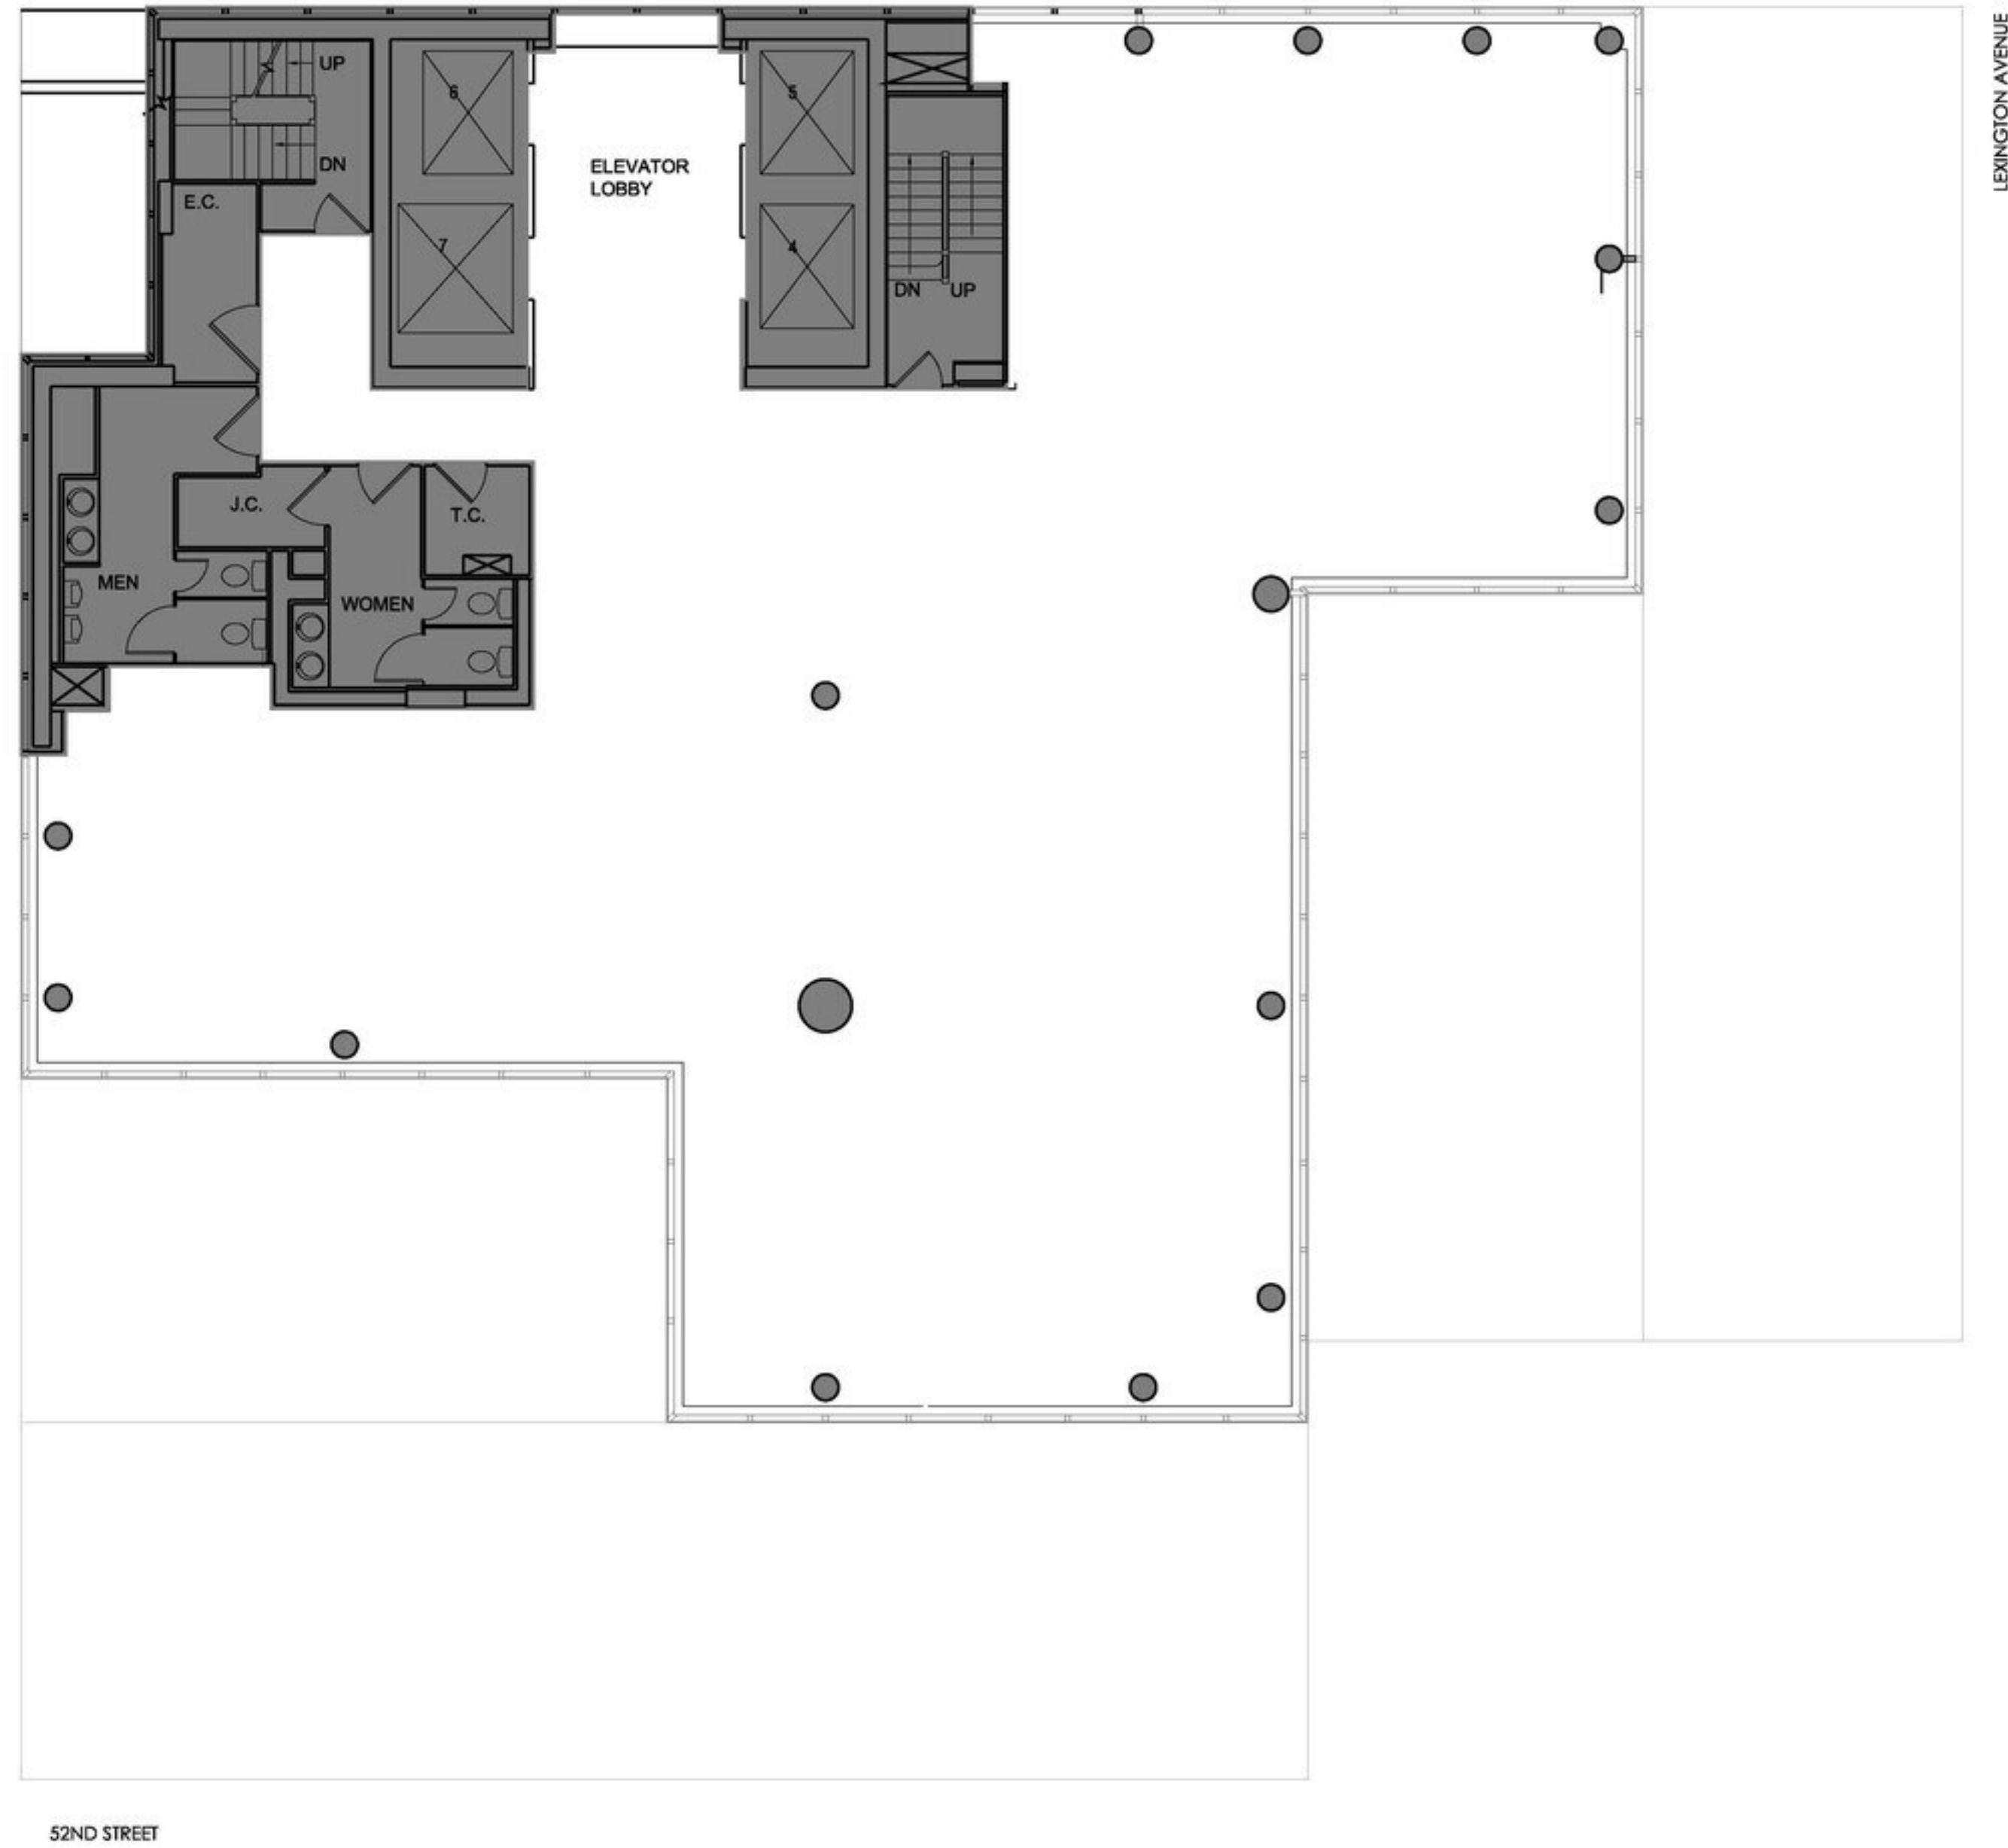 LEXINGTON AVENUE
UP
6
5
DN
ELEVATOR
LOBBY
E.C.
7
4
DN
UP
J.C.
T.C.
MEN
WOMEN
52ND STREET